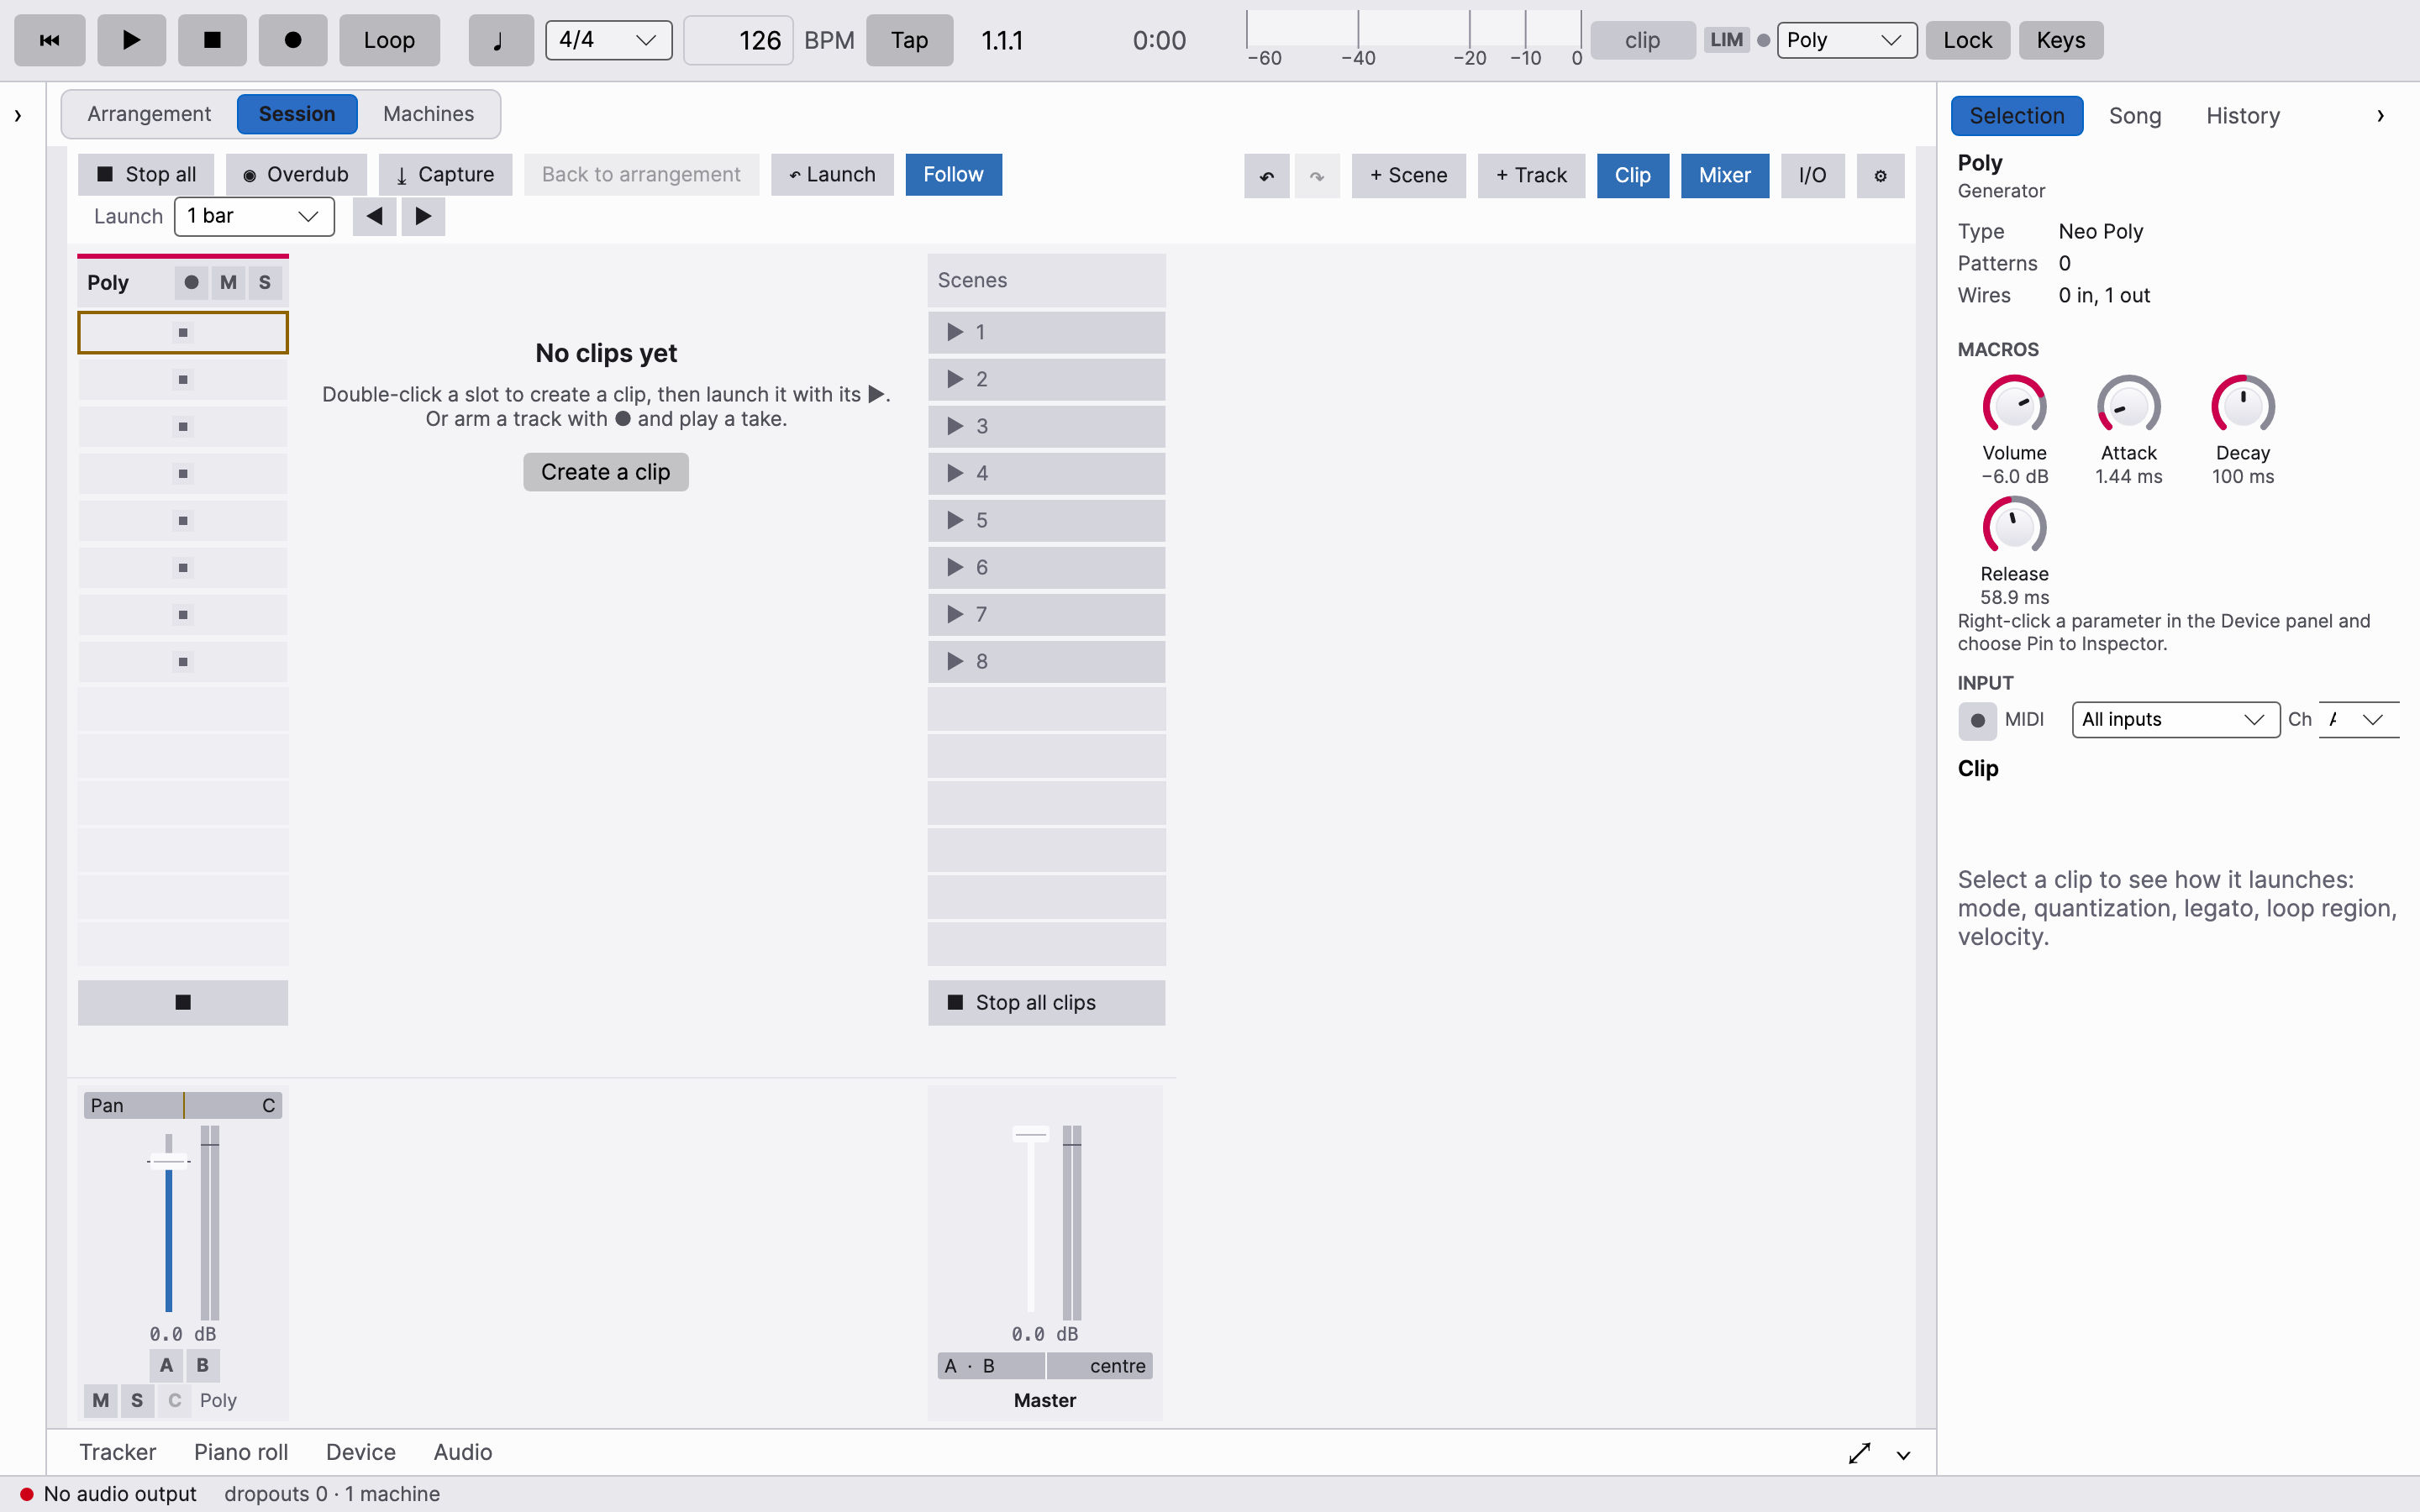 Loop
4/4
126 BPM
Tap
1.1.1
0:00
−60 −40 −20 −10 0
clip
LIM
Poly
Lock
Keys
Arrangement
Session
Machines
Selection
Song
History
Stop all
Overdub
Capture
Back to arrangement
Launch
Follow
+ Scene
+ Track
Clip
Mixer
I/O
Launch
1 bar
Poly
M
S
No clips yet
Double-click a slot to create a clip, then launch it with its ▶.
Or arm a track with ● and play a take.
Create a clip
Scenes
1
2
3
4
5
6
7
8
Stop all clips
Pan C
0.0 dB
A B
M S C Poly
0.0 dB
A · B centre
Master
Poly
Generator
Type Neo Poly
Patterns 0
Wires 0 in, 1 out
MACROS
Volume Attack Decay
−6.0 dB 1.44 ms 100 ms
Release
58.9 ms
Right-click a parameter in the Device panel and
choose Pin to Inspector.
INPUT
MIDI All inputs Ch
Clip
Select a clip to see how it launches:
mode, quantization, legato, loop region,
velocity.
Tracker
Piano roll
Device
Audio
No audio output
dropouts 0 · 1 machine